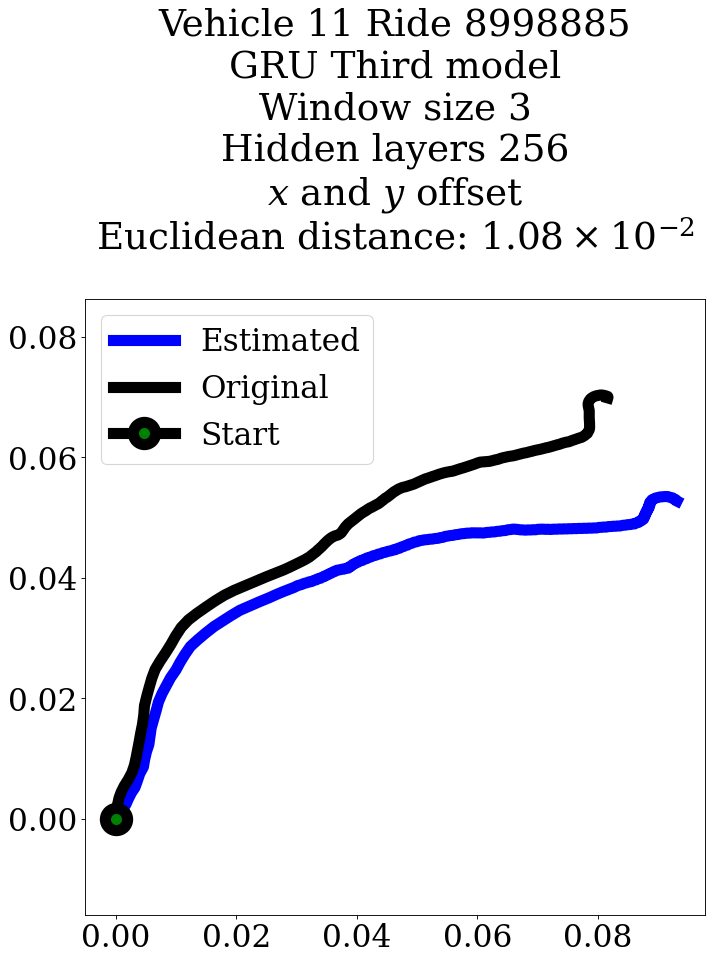 Vehicle 11 Ride 8998885
GRU Third model
Window size 3
Hidden layers 256
x and y offset
Euclidean distance: 1.08 × 10⁻²
Estimated
Original
Start
0.08
0.06
0.04
0.02
0.00
0.00 0.02 0.04 0.06 0.08